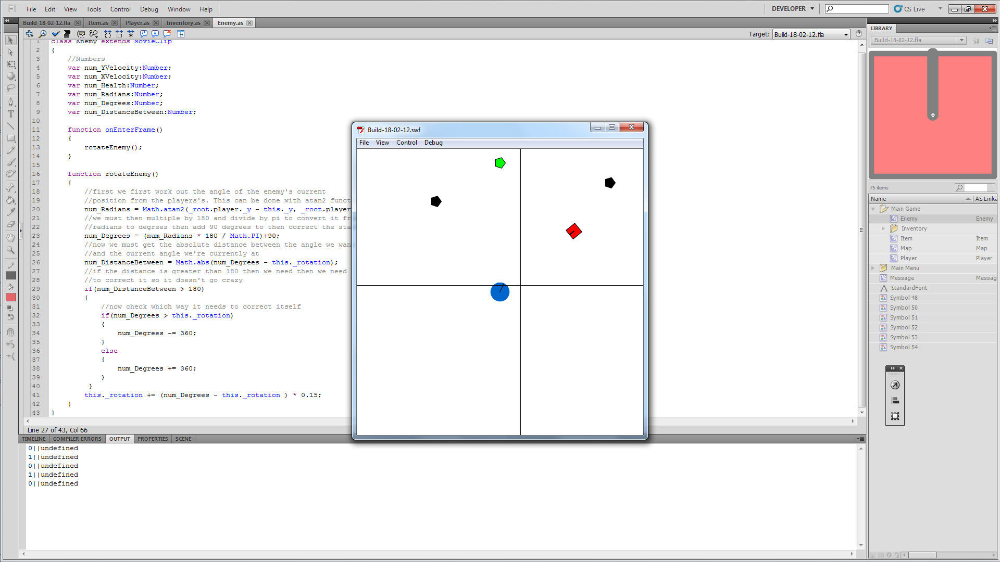 Fl File Edit View Tools Control Debug Window Help DEVELOPER CS Live
Build-18-02-12.fla Item.as Player.as Inventory.as Enemy.as
Target: Build-18-02-12.fla
1 class Enemy extends MovieClip
2 {
3 //Numbers
4 var num_YVelocity:Number;
5 var num_XVelocity:Number;
6 var num_Health:Number;
7 var num_Radians:Number;
8 var num_Degrees:Number;
9 var num_DistanceBetween:Number;
10
11 function onEnterFrame()
12 {
13 rotateEnemy();
14 }
15
16 function rotateEnemy()
17 {
18 //first we first work out the angle of the enemy's current
19 //position from the players's. This can be done with atan2 funct
20 num_Radians = Math.atan2(_root.player._y - this._y, _root.player
21 //we must then multiple by 180 and divide by pi to convert it fr
22 //radians to degrees then add 90 degrees to then correct the sta
23 num_Degrees = (num_Radians * 180 / Math.PI)+90;
24 //now we must get the absolute distance between the angle we wan
25 //and the current angle we're currently at
26 num_DistanceBetween = Math.abs(num_Degrees - this._rotation);
27 //if the distance is greater than 180 then we need then we need
28 //to correct it so it doesn't go crazy
29 if(num_DistanceBetween > 180)
30 {
31 //now check which way it needs to correct itself
32 if(num_Degrees > this._rotation)
33 {
34 num_Degrees -= 360;
35 }
36 else
37 {
38 num_Degrees += 360;
39 }
40 }
41 this._rotation += (num_Degrees - this._rotation ) * 0.15;
42 }
43 }
Line 27 of 43, Col 66
TIMELINE COMPILER ERRORS OUTPUT PROPERTIES SCENE
0||undefined
1||undefined
0||undefined
1||undefined
0||undefined
Build-18-02-12.swf
File View Control Debug
LIBRARY
Build-18-02-12.fla
75 items
Name AS Linka
Main Game
Enemy Enemy
Inventory
Item Item
Map Map
Player Player
Main Menu
Message Messag
StandardFont
Symbol 48
Symbol 50
Symbol 51
Symbol 52
Symbol 53
Symbol 54